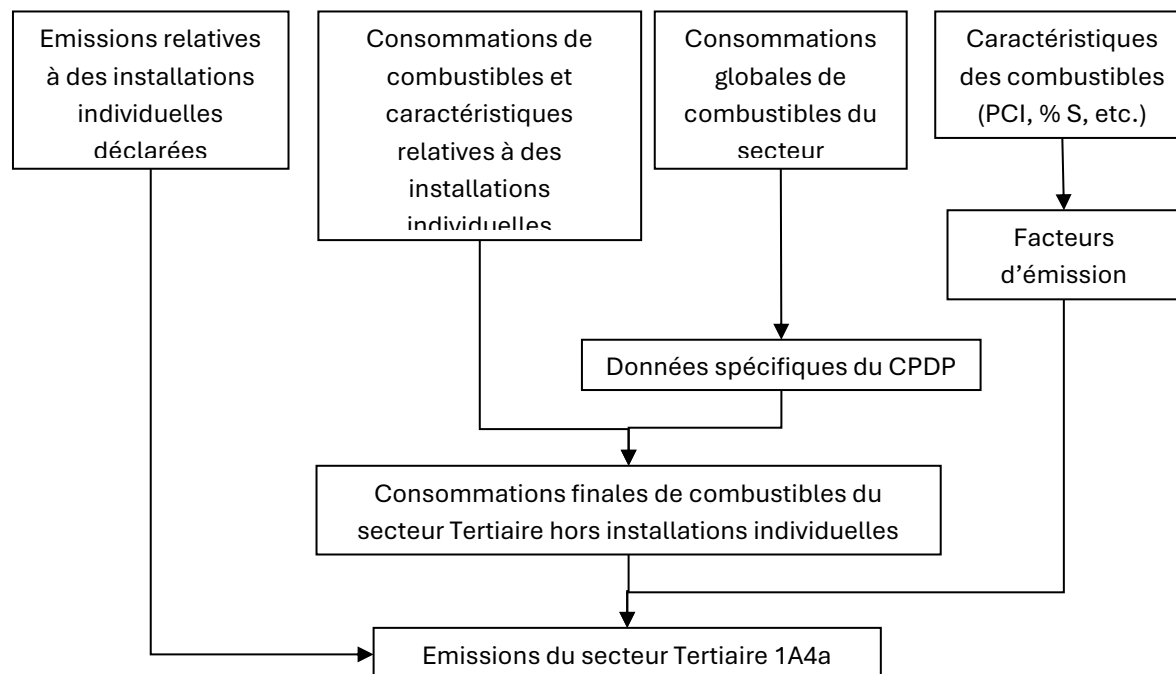 Emissions relatives
à des installations
individuelles
déclarées
Consommations de
combustibles et
caractéristiques
relatives à des
installations
individuelles
Consommations
globales de
combustibles du
secteur
Caractéristiques
des combustibles
(PCI, % S, etc.)
Facteurs
d’émission
Données spécifiques du CPDP
Consommations finales de combustibles du
secteur Tertiaire hors installations individuelles
Emissions du secteur Tertiaire 1A4a